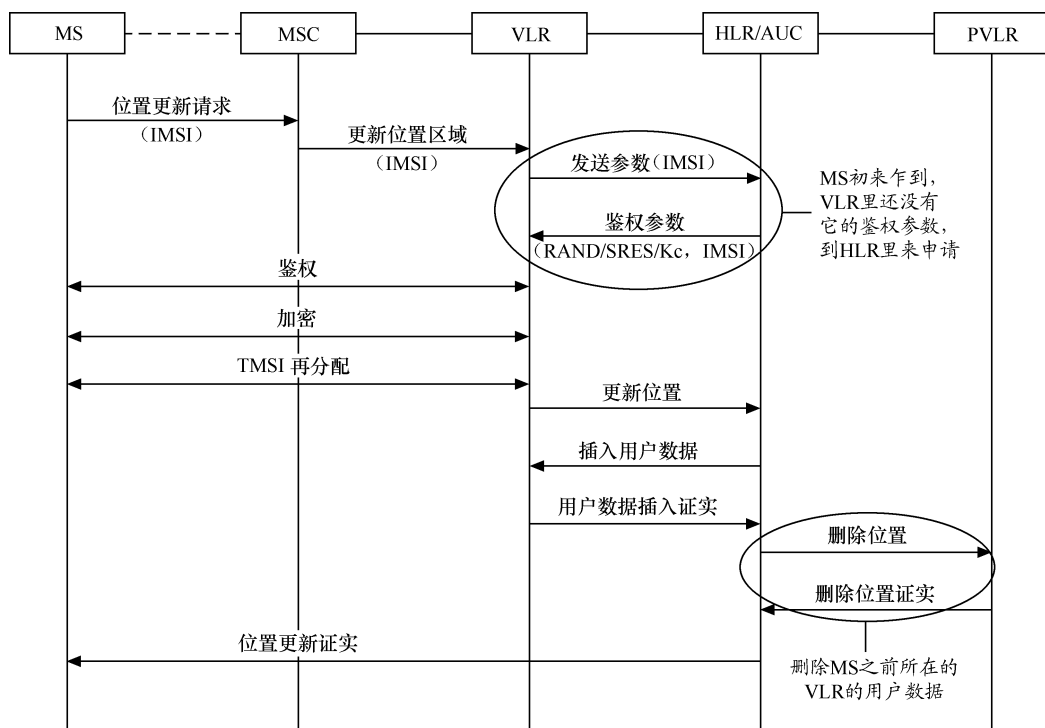 MS
MSC
VLR
HLR/AUC
PVLR
位置更新请求
（IMSI）
更新位置区域
（IMSI）
发送参数(IMSI)
鉴权参数
（RAND/SRES/Kc，IMSI）
MS初来乍到，
VLR里还没有
它的鉴权参数，
到HLR里来申请
鉴权
加密
TMSI 再分配
更新位置
插入用户数据
用户数据插入证实
删除位置
删除位置证实
位置更新证实
删除MS之前所在的
VLR的用户数据